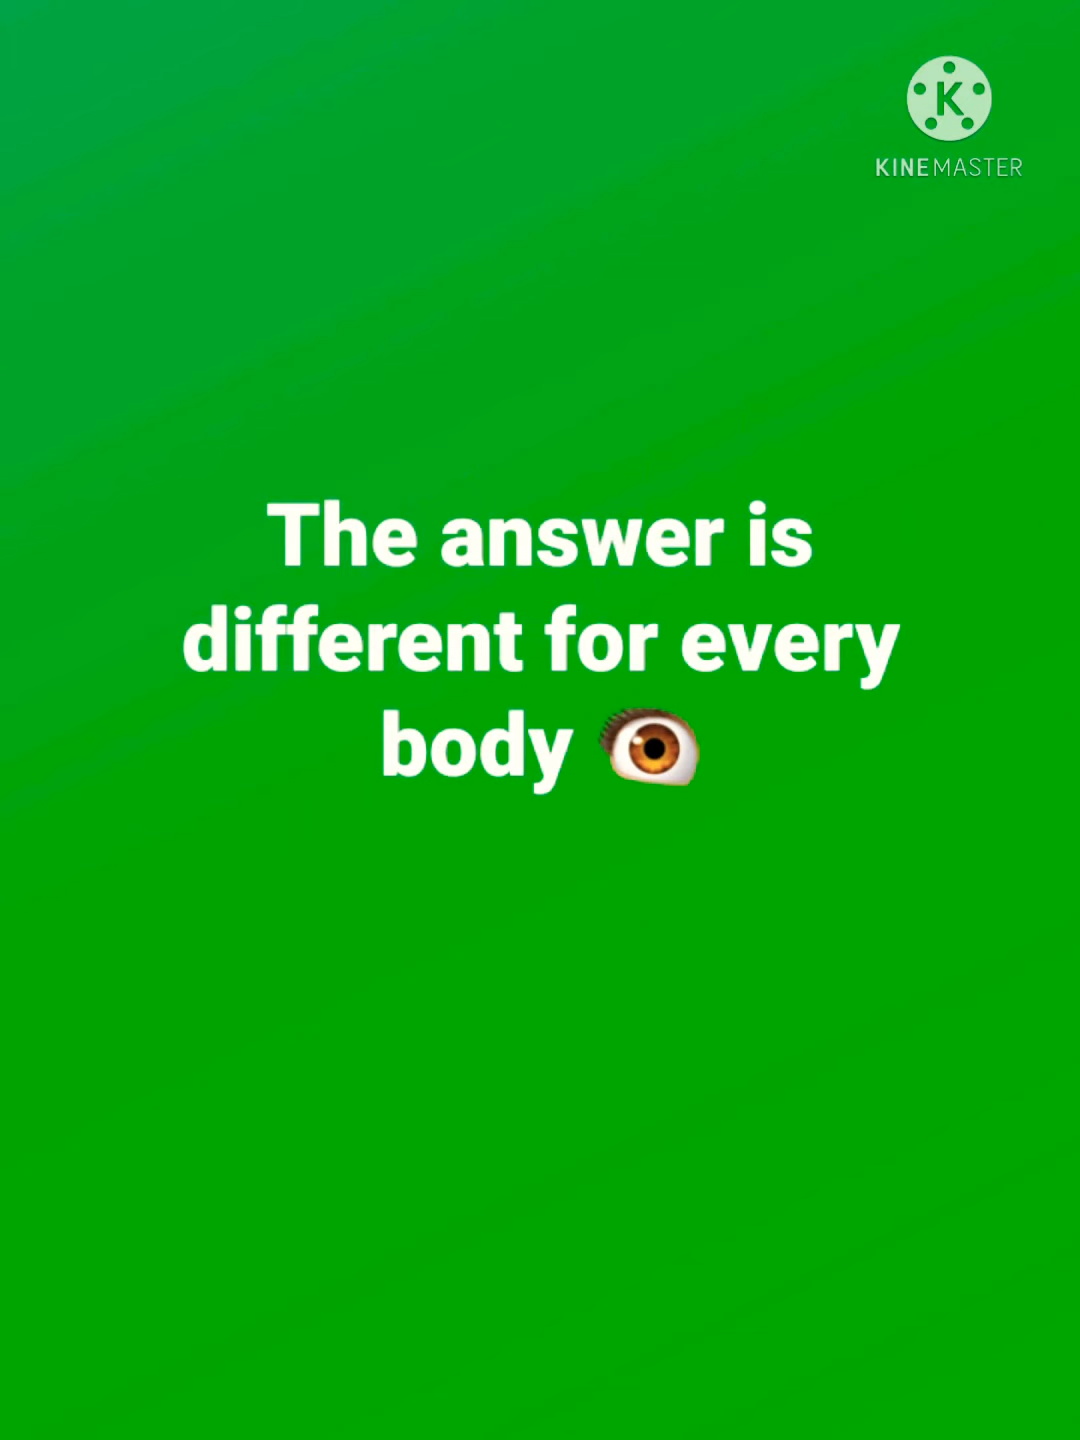 K
KINEMASTER
The answer is
different for every
body 👁